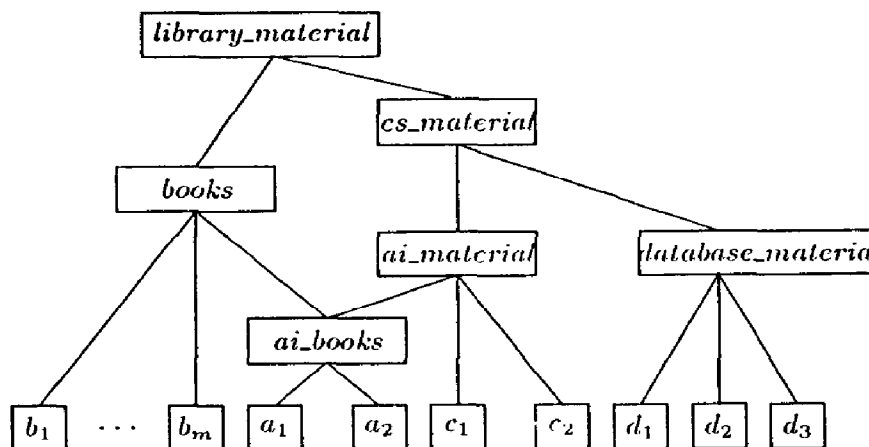 library_material
cs_material
books
ai_material
database_materia
ai_books
b1 ... bm a1 a2 c1 c2 d1 d2 d3